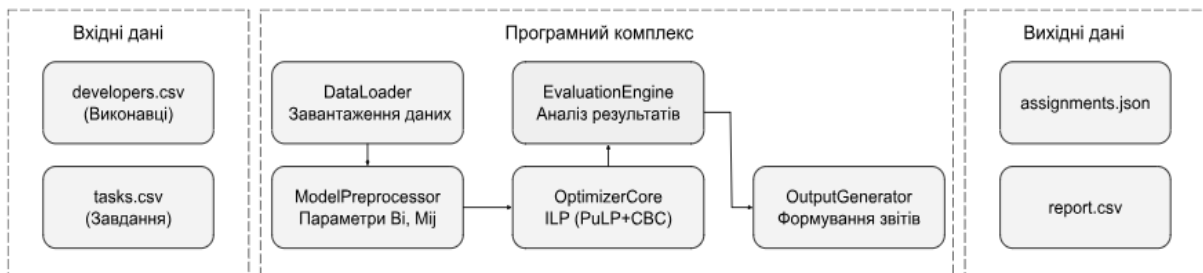 Вхідні дані
developers.csv
(Виконавці)
tasks.csv
(Завдання)
Програмний комплекс
DataLoader
Завантаження даних
EvaluationEngine
Аналіз результатів
ModelPreprocessor
Параметри Bi, Mij
OptimizerCore
ILP (PuLP+CBC)
OutputGenerator
Формування звітів
Вихідні дані
assignments.json
report.csv